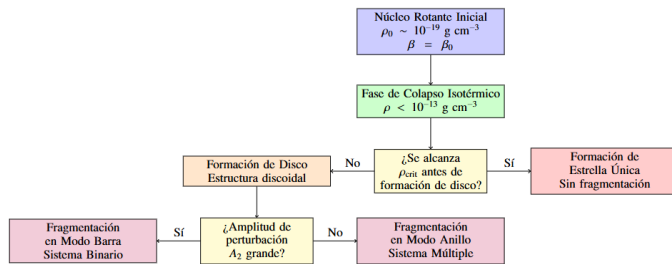 Núcleo Rotante Inicial
ρ₀ ∼ 10⁻¹⁹ g cm⁻³
β = β₀
Fase de Colapso Isotérmico
ρ < 10⁻¹³ g cm⁻³
Formación de Disco
Estructura discoidal
No
¿Se alcanza
ρcrit antes de
formación de disco?
Sí
Formación de
Estrella Única
Sin fragmentación
Fragmentación
en Modo Barra
Sistema Binario
Sí
¿Amplitud de
perturbación
A₂ grande?
No
Fragmentación
en Modo Anillo
Sistema Múltiple